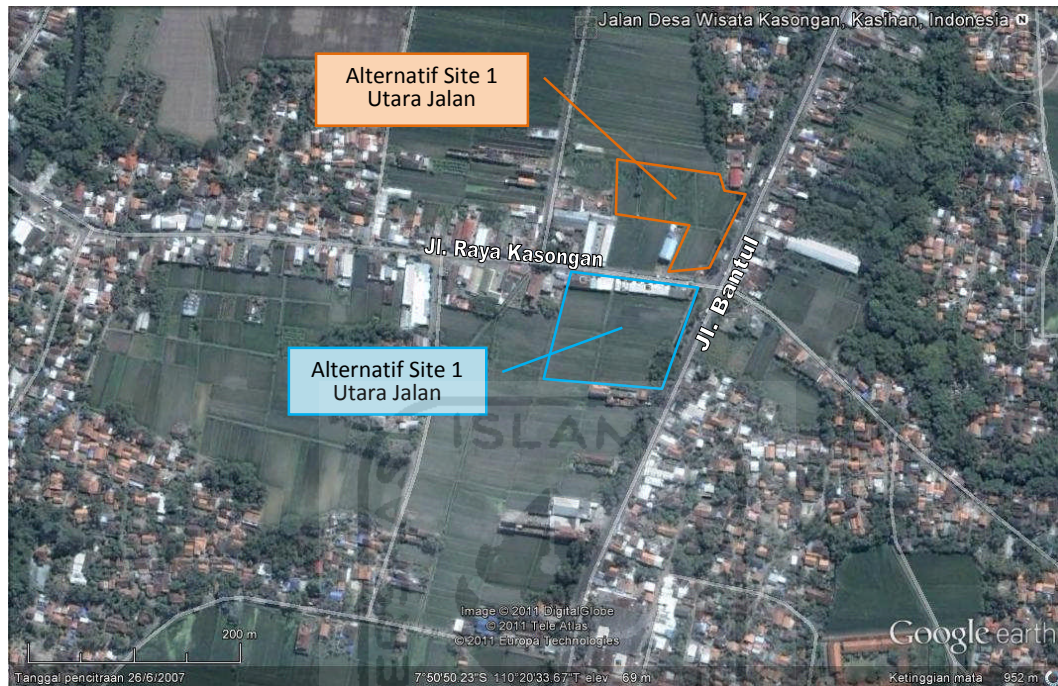 Jalan Desa Wisata Kasongan, Kasihan, Indonesia
N
Alternatif Site 1
Utara Jalan
Jl. Raya Kasongan
Jl. Bantul
Alternatif Site 1
Utara Jalan
ISLAM
Image © 2011 DigitalGlobe
© 2011 Tele Atlas
© 2011 Europa Technologies
200 m
Google earth
Tanggal pencitraan 26/6/2007
7°50'50.23"S 110°20'33.67"T elev 69 m
Ketinggian mata 952 m